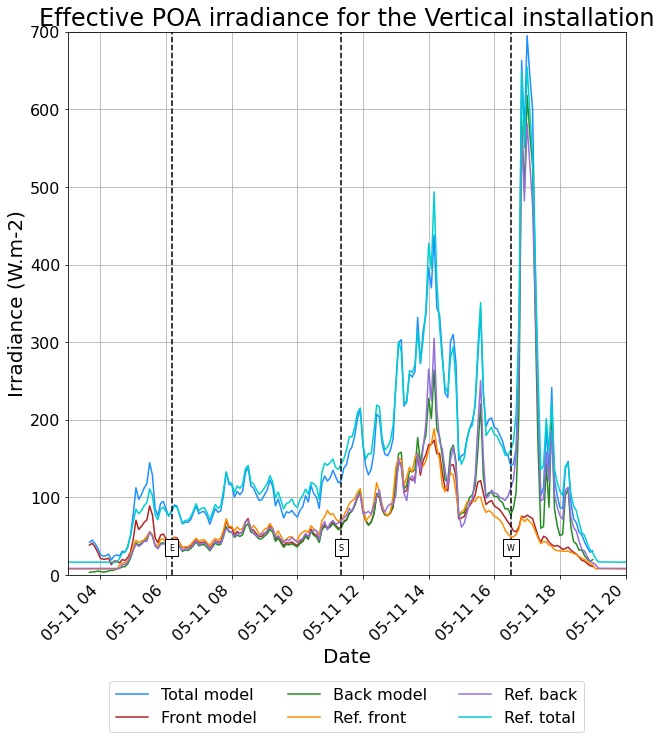 Effective POA irradiance for the Vertical installation
Irradiance (W.m-2)
700
600
500
400
300
200
100
0
E
S
W
05-11 04
05-11 06
05-11 08
05-11 10
05-11 12
05-11 14
05-11 16
05-11 18
05-11 20
Date
Total model
Front model
Back model
Ref. front
Ref. back
Ref. total